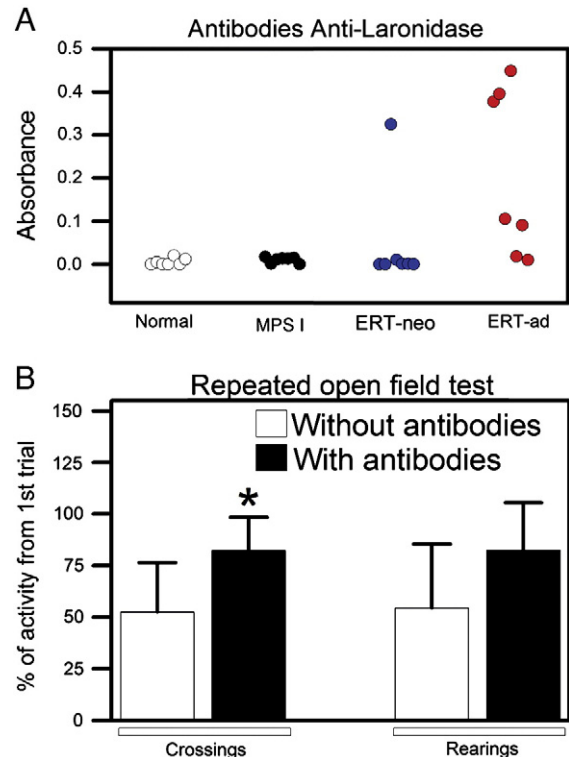 A
Antibodies Anti-Laronidase
Absorbance
0.5
0.4
0.3
0.2
0.1
0.0
Normal
MPS I
ERT-neo
ERT-ad
B
Repeated open field test
% of activity from 1st trial
150
125
100
75
50
25
0
Without antibodies
With antibodies
*
Crossings
Rearings